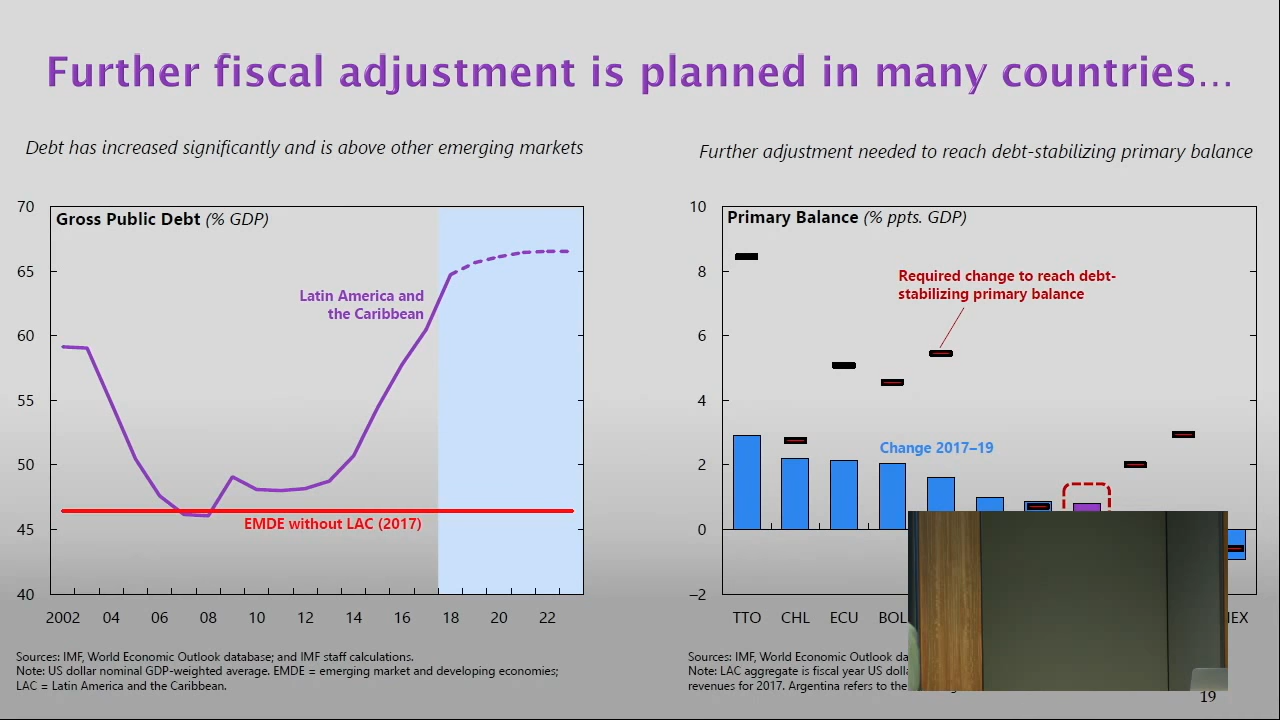 Further fiscal adjustment is planned in many countries…
Debt has increased significantly and is above other emerging markets
Gross Public Debt (% GDP)
70
65
60
55
50
45
40
Latin America and
the Caribbean
EMDE without LAC (2017)
2002 04 06 08 10 12 14 16 18 20 22
Sources: IMF, World Economic Outlook database; and IMF staff calculations.
Note: US dollar nominal GDP-weighted average. EMDE = emerging market and developing economies;
LAC = Latin America and the Caribbean.
Further adjustment needed to reach debt-stabilizing primary balance
Primary Balance (% ppts. GDP)
10
8
6
4
2
0
–2
Required change to reach debt-
stabilizing primary balance
Change 2017–19
TTO CHL ECU
Sources: IMF, World Economic Outlook
Note: LAC aggregate is fiscal year US
revenues for 2017. Argentina refers to the
19